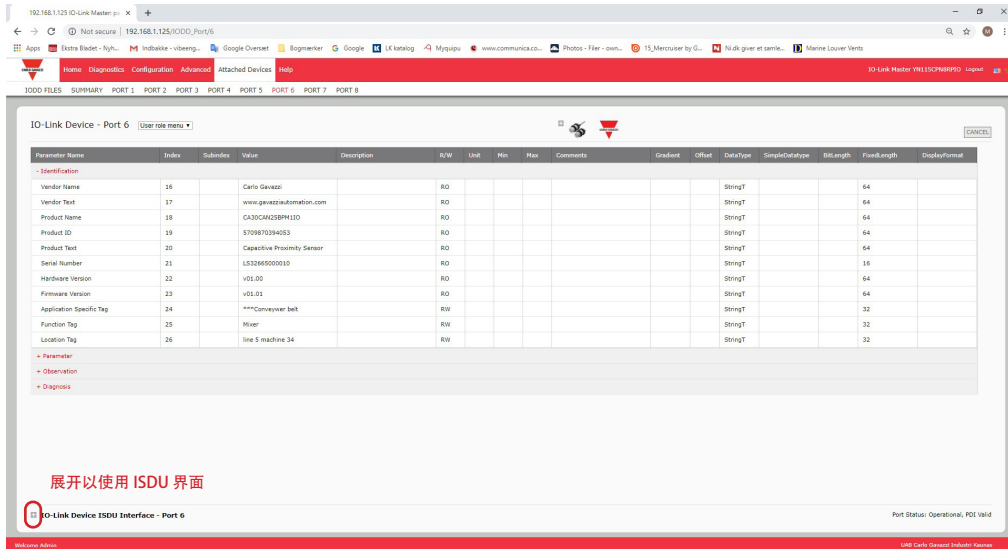 192.168.1.125 IO-Link Master: po
Not secure | 192.168.1.125/IODD_Port/6
Apps Ekstra Bladet - Nyh... Indbakke - vibeeng... Google Oversæt Bogmærker Google LK katalog Myquipu www.communica.co... Photos - Filer - own... 15_Mercruiser by G... Ni.dk giver et samle... Marine Louver Vents
CARLO GAVAZZI Home Diagnostics Configuration Advanced Attached Devices Help IO-Link Master YN115CPN8RPIO Logout
IODD FILES SUMMARY PORT 1 PORT 2 PORT 3 PORT 4 PORT 5 PORT 6 PORT 7 PORT 8
IO-Link Device - Port 6 User role menu
CANCEL
Parameter Name Index Subindex Value Description R/W Unit Min Max Comments Gradient Offset DataType SimpleDatatype BitLength FixedLength DisplayFormat
- Identification
Vendor Name 16 Carlo Gavazzi RO StringT 64
Vendor Text 17 www.gavazziautomation.com RO StringT 64
Product Name 18 CA30CAN25BPM1IO RO StringT 64
Product ID 19 5709870394053 RO StringT 64
Product Text 20 Capacitive Proximity Sensor RO StringT 64
Serial Number 21 LS32665000010 RO StringT 16
Hardware Version 22 v01.00 RO StringT 64
Firmware Version 23 v01.01 RO StringT 64
Application Specific Tag 24 ***Conveywer belt RW StringT 32
Function Tag 25 Mixer RW StringT 32
Location Tag 26 line 5 machine 34 RW StringT 32
+ Parameter
+ Observation
+ Diagnosis
展开以使用 ISDU 界面
IO-Link Device ISDU Interface - Port 6 Port Status: Operational, PDI Valid
Welcome Admin UAB Carlo Gavazzi Industri Kaunas